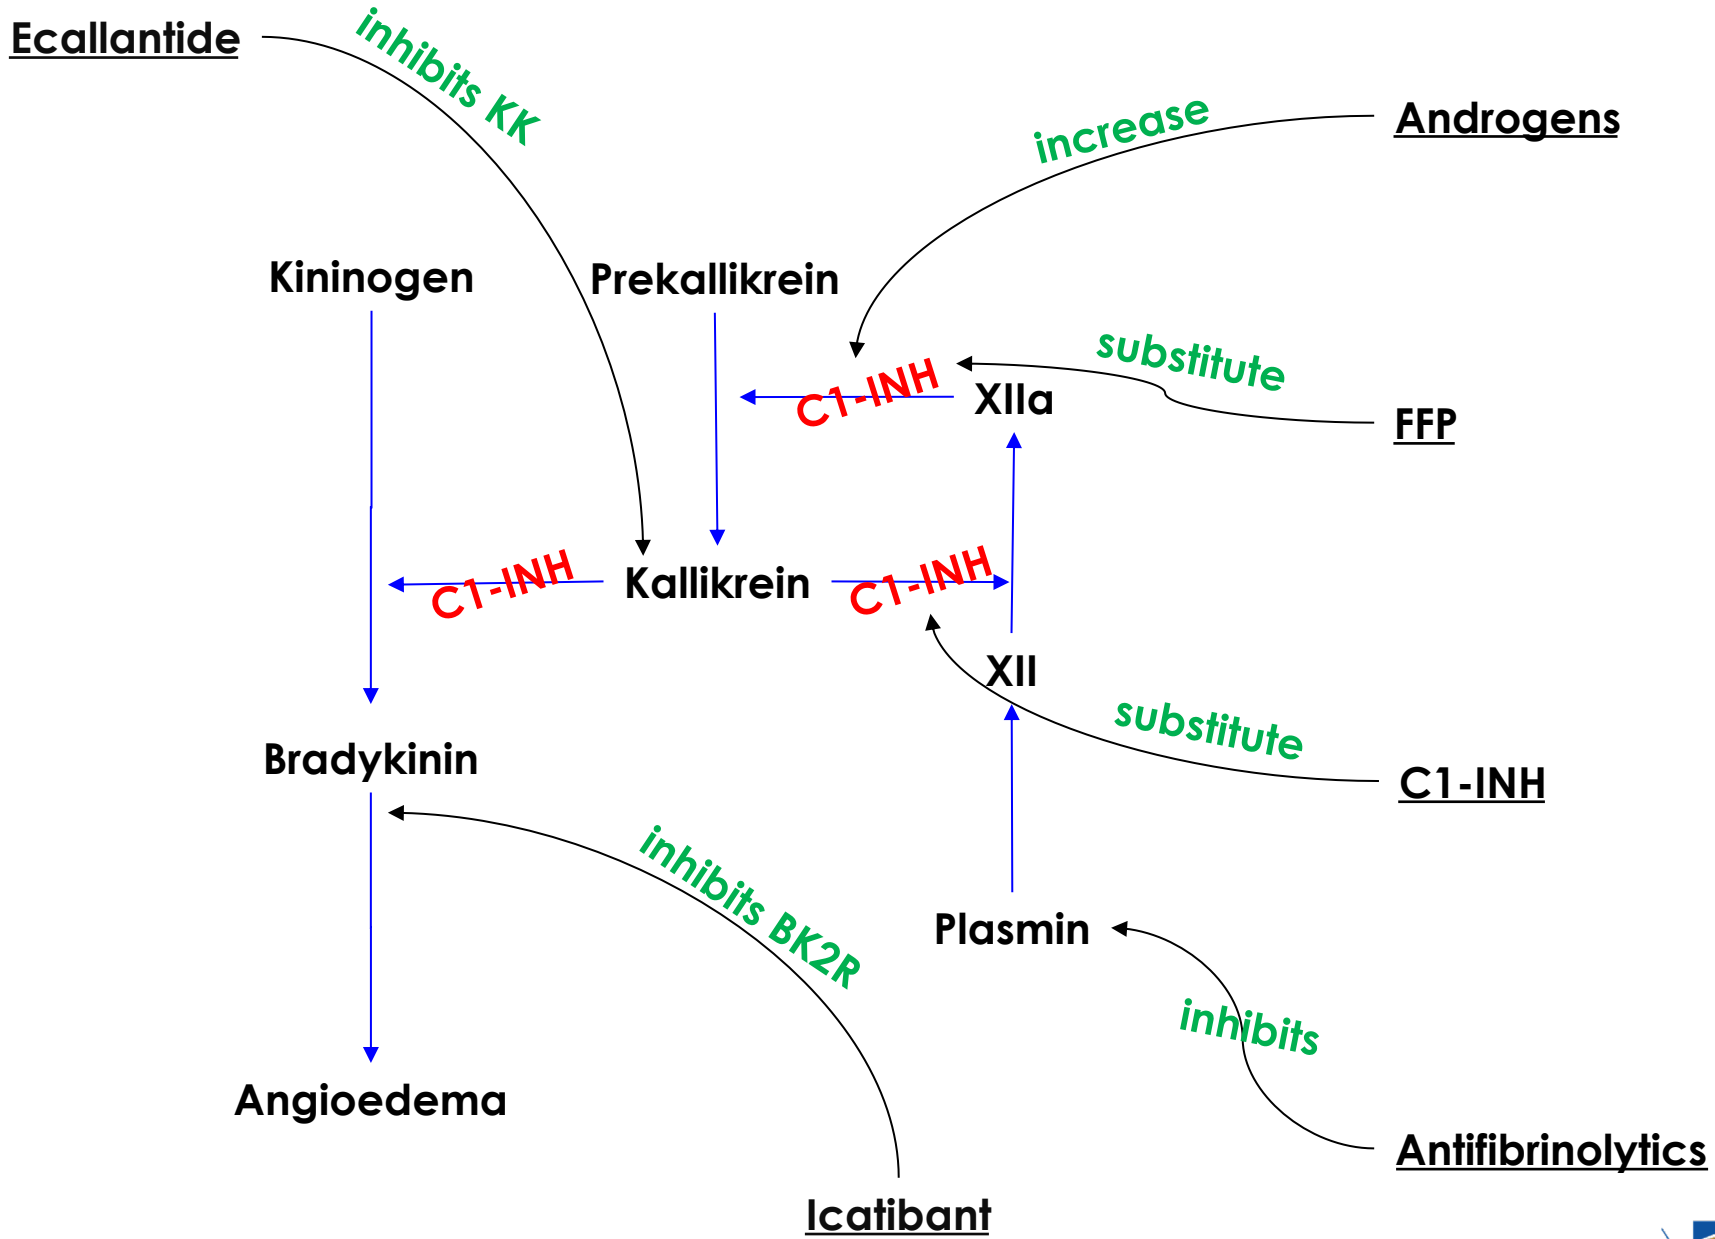 Ecallantide
inhibits KK
increase
Androgens
Kininogen
Prekallikrein
C1-INH
XIIa
substitute
FFP
C1-INH
Kallikrein
C1-INH
XII
substitute
C1-INH
Bradykinin
inhibits BK2R
Plasmin
inhibits
Angioedema
Antifibrinolytics
Icatibant